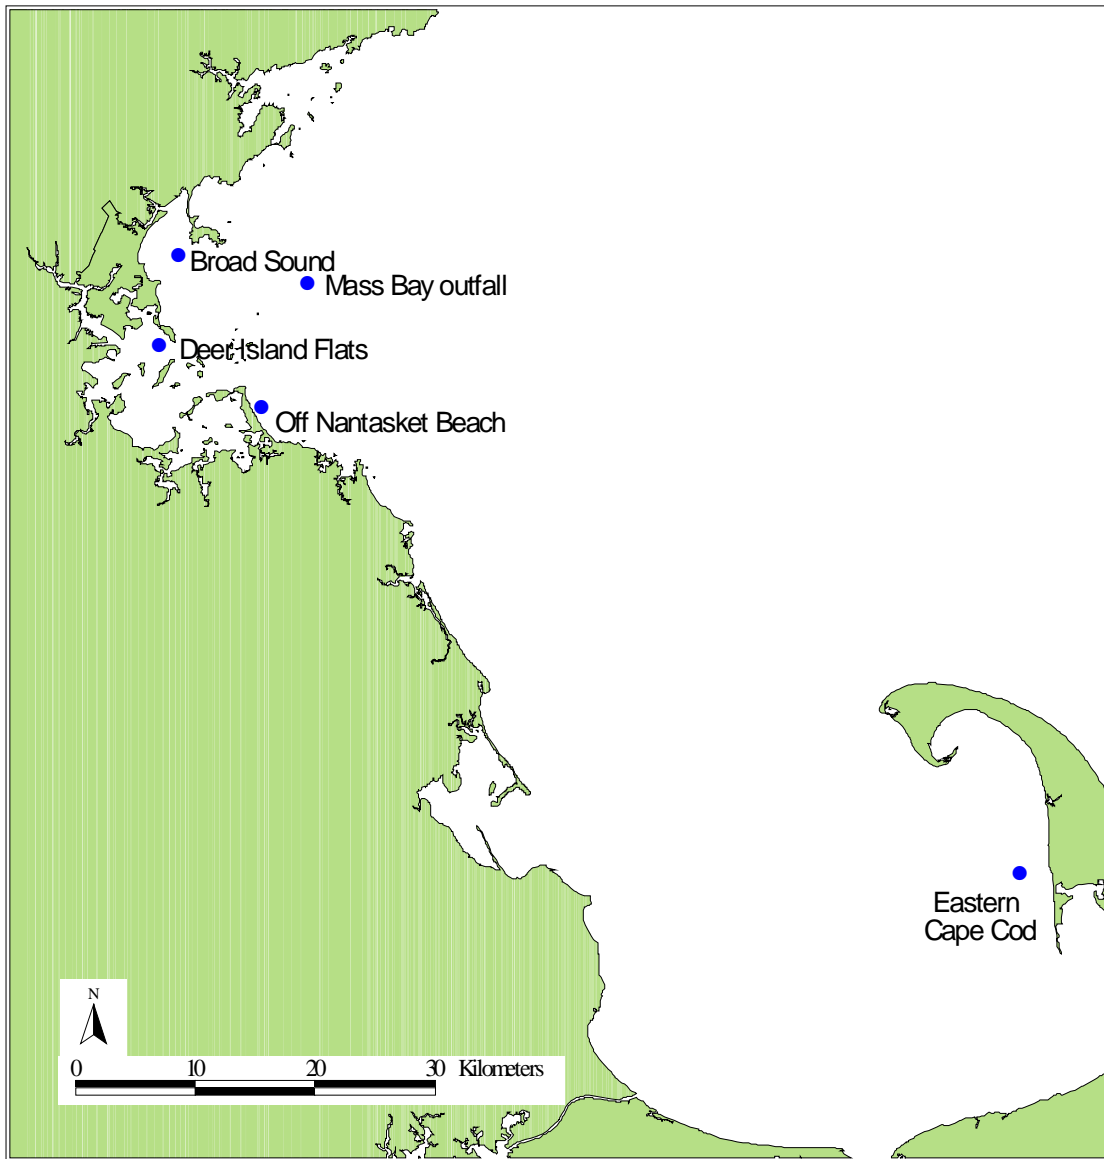 Broad Sound
Mass Bay outfall
Deer Island Flats
Off Nantasket Beach
Eastern
Cape Cod
N
0 10 20 30 Kilometers